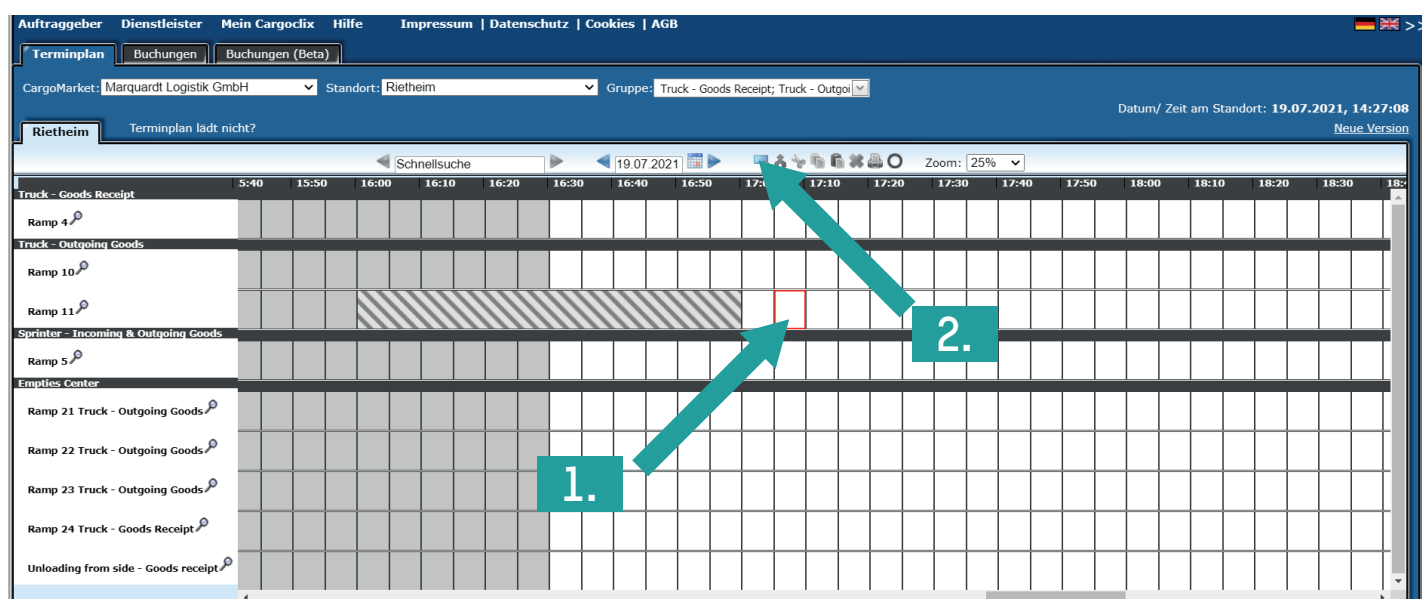 Auftraggeber Dienstleister Mein Cargoclix Hilfe Impressum | Datenschutz | Cookies | AGB >>
Terminplan Buchungen Buchungen (Beta)
CargoMarket: Marquardt Logistik GmbH Standort: Rietheim Gruppe: Truck - Goods Receipt; Truck - Outgoi
Datum/ Zeit am Standort: 19.07.2021, 14:27:08
Rietheim Terminplan lädt nicht? Neue Version
Schnellsuche 19.07.2021 Zoom: 25%
5:40 15:50 16:00 16:10 16:20 16:30 16:40 16:50 17:10 17:20 17:30 17:40 17:50 18:00 18:10 18:20 18:30
Truck - Goods Receipt
Ramp 4
Truck - Outgoing Goods
Ramp 10
Ramp 11
2.
Sprinter - Incoming & Outgoing Goods
Ramp 5
Empties Center
Ramp 21 Truck - Outgoing Goods
Ramp 22 Truck - Outgoing Goods
1.
Ramp 23 Truck - Outgoing Goods
Ramp 24 Truck - Goods Receipt
Unloading from side - Goods receipt